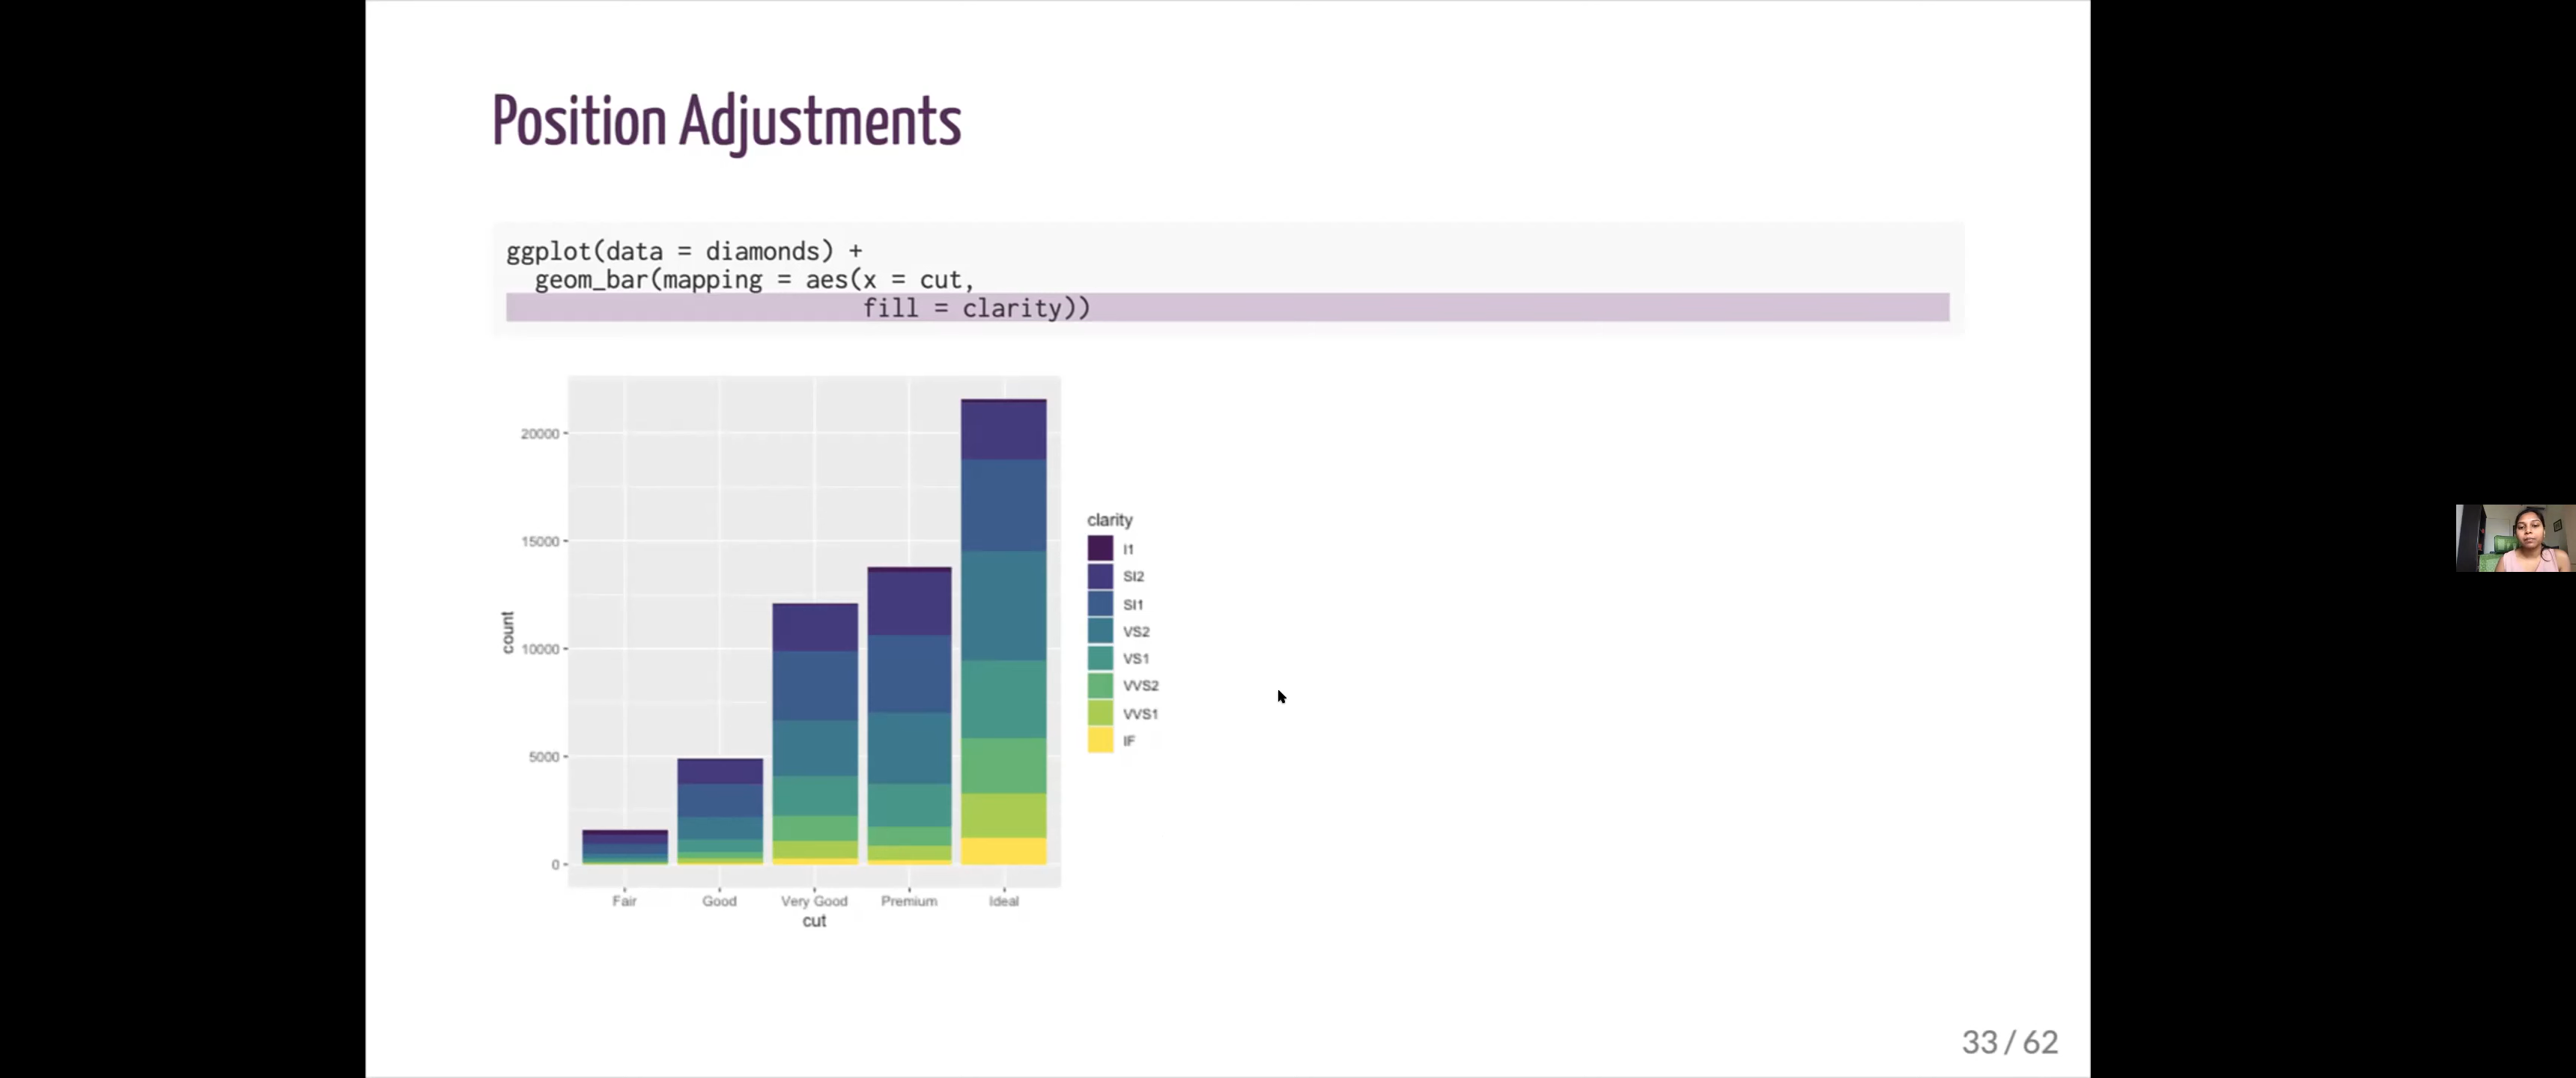 Position Adjustments
ggplot(data = diamonds) +
  geom_bar(mapping = aes(x = cut,
                         fill = clarity))
20000
15000
10000
5000
0
count
Fair Good Very Good Premium Ideal
cut
clarity
I1
SI2
SI1
VS2
VS1
VVS2
VVS1
IF
33 / 62